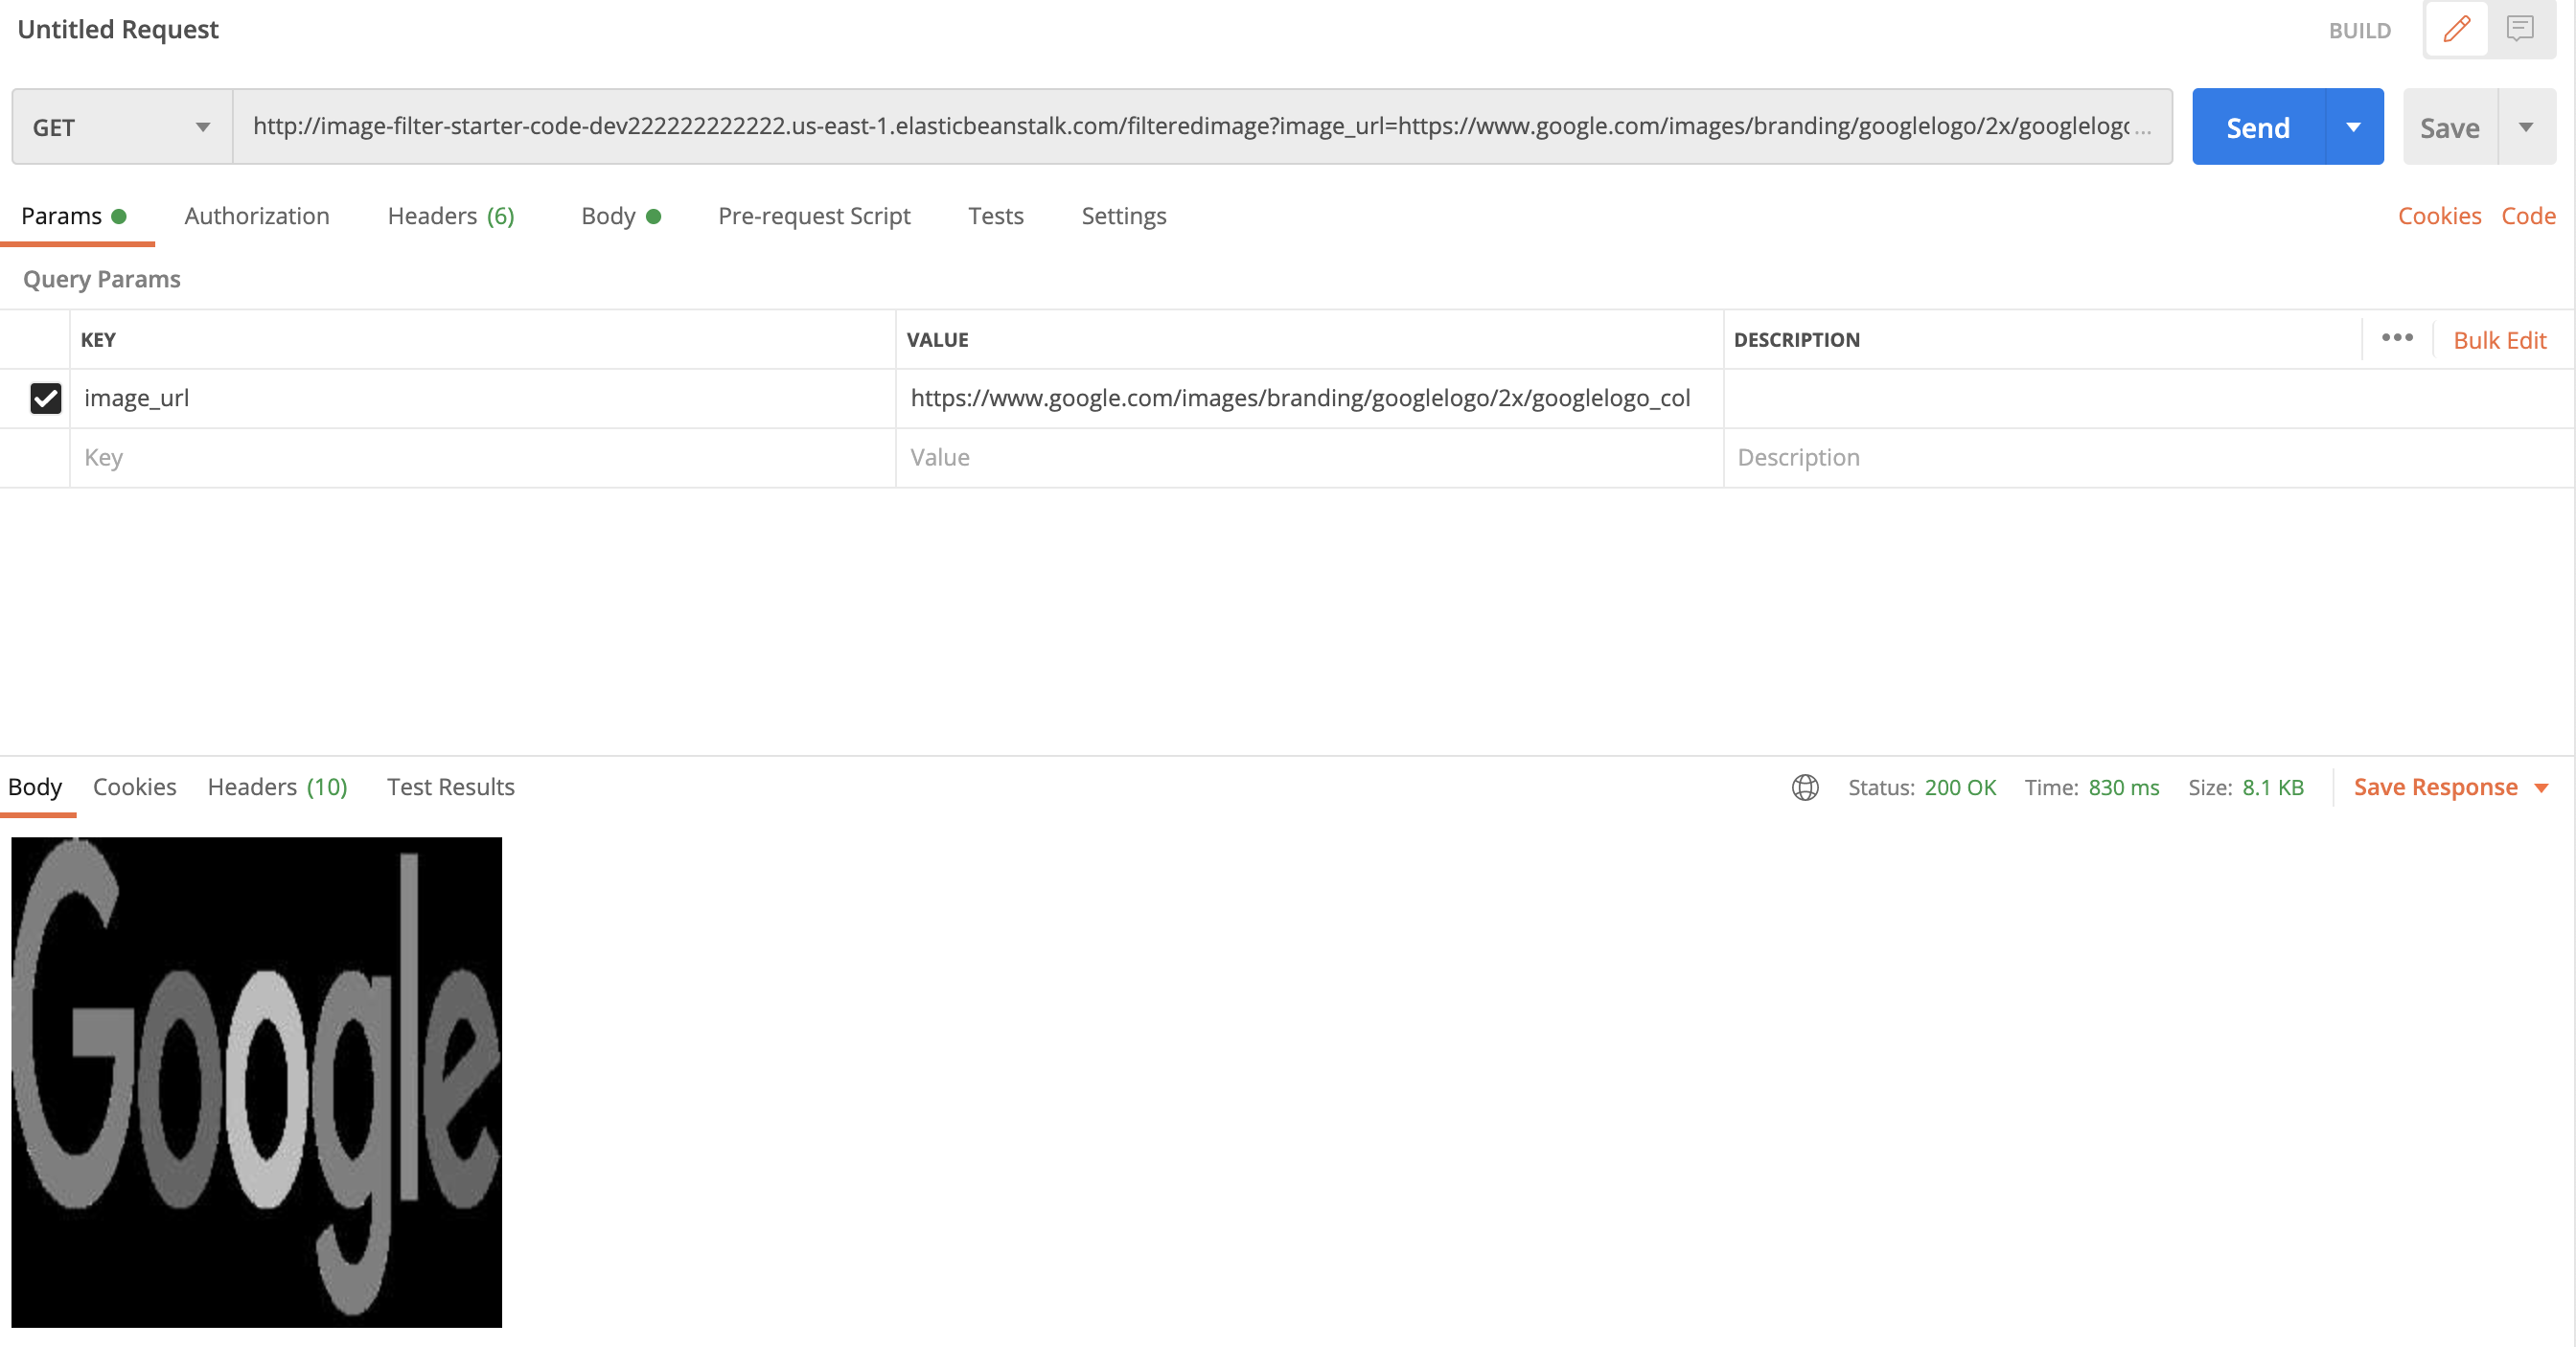 Untitled Request
BUILD
GET
http://image-filter-starter-code-dev222222222222.us-east-1.elasticbeanstalk.com/filteredimage?image_url=https://www.google.com/images/branding/googlelogo/2x/googlelogo...
Send
Save
Params
Authorization
Headers (6)
Body
Pre-request Script
Tests
Settings
Cookies
Code
Query Params
KEY
VALUE
DESCRIPTION
Bulk Edit
image_url
https://www.google.com/images/branding/googlelogo/2x/googlelogo_col
Key
Value
Description
Body
Cookies
Headers (10)
Test Results
Status: 200 OK
Time: 830 ms
Size: 8.1 KB
Save Response
Google